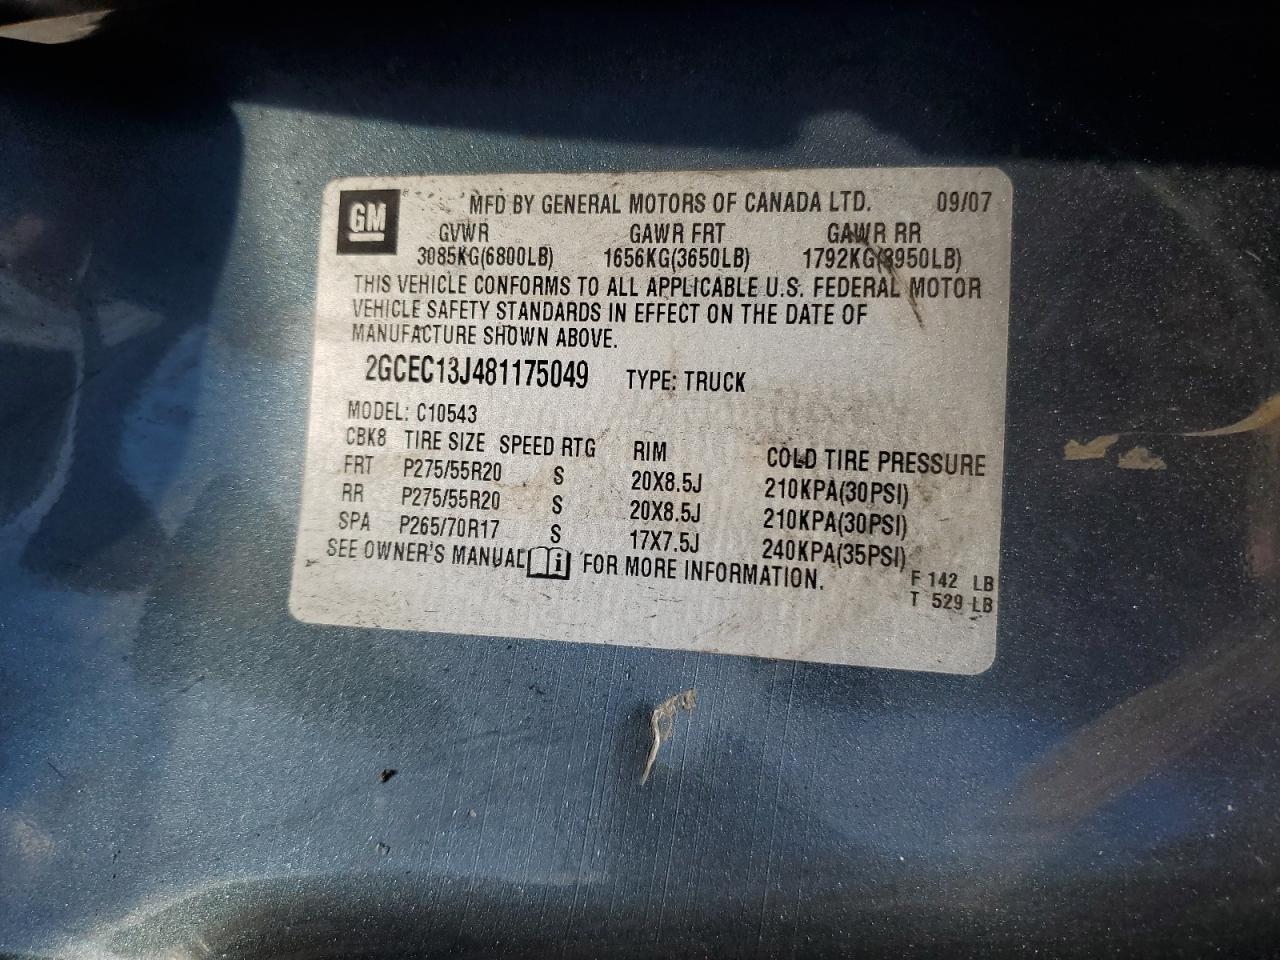 GM ® MFD BY GENERAL MOTORS OF CANADA LTD. 09/07
GVWR GAWR FRT GAWR RR
3085KG(6800LB) 1656KG(3650LB) 1792KG(3950LB)
THIS VEHICLE CONFORMS TO ALL APPLICABLE U.S. FEDERAL MOTOR
VEHICLE SAFETY STANDARDS IN EFFECT ON THE DATE OF
MANUFACTURE SHOWN ABOVE.
2GCEC13J481175049 TYPE: TRUCK
MODEL: C10543
CBK8 TIRE SIZE SPEED RTG RIM COLD TIRE PRESSURE
FRT P275/55R20 S 20X8.5J 210KPA(30PSI)
RR P275/55R20 S 20X8.5J 210KPA(30PSI)
SPA P265/70R17 S 17X7.5J 240KPA(35PSI)
SEE OWNER'S MANUAL i FOR MORE INFORMATION.
F 142 LB
T 529 LB